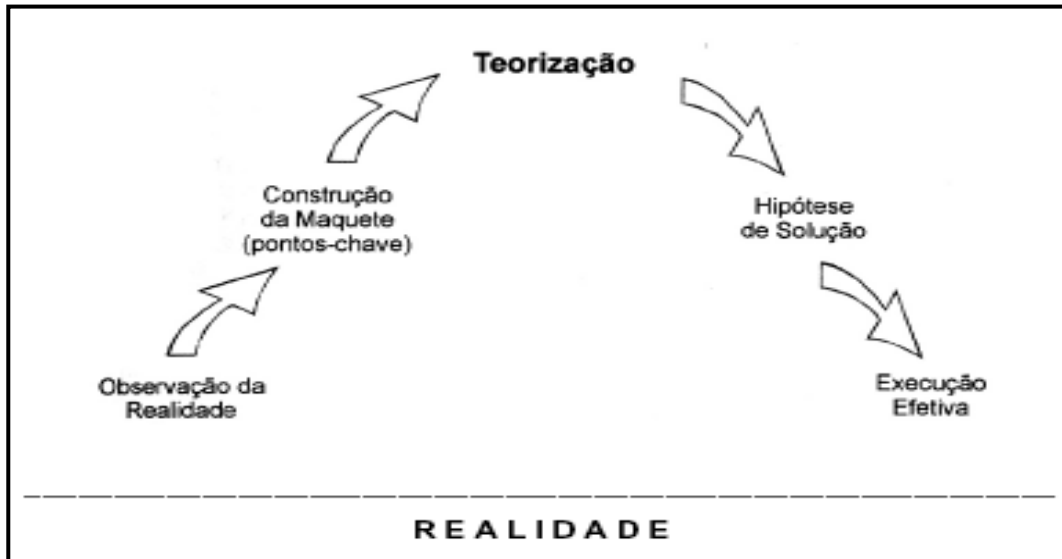 Teorização
Construção
da Maquete
(pontos-chave)
Hipótese
de Solução
Observação da
Realidade
Execução
Efetiva
REALIDADE